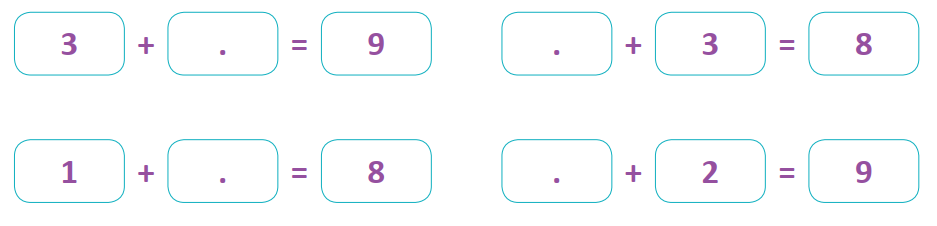 3 + . = 9 . + 3 = 8
1 + . = 8 . + 2 = 9